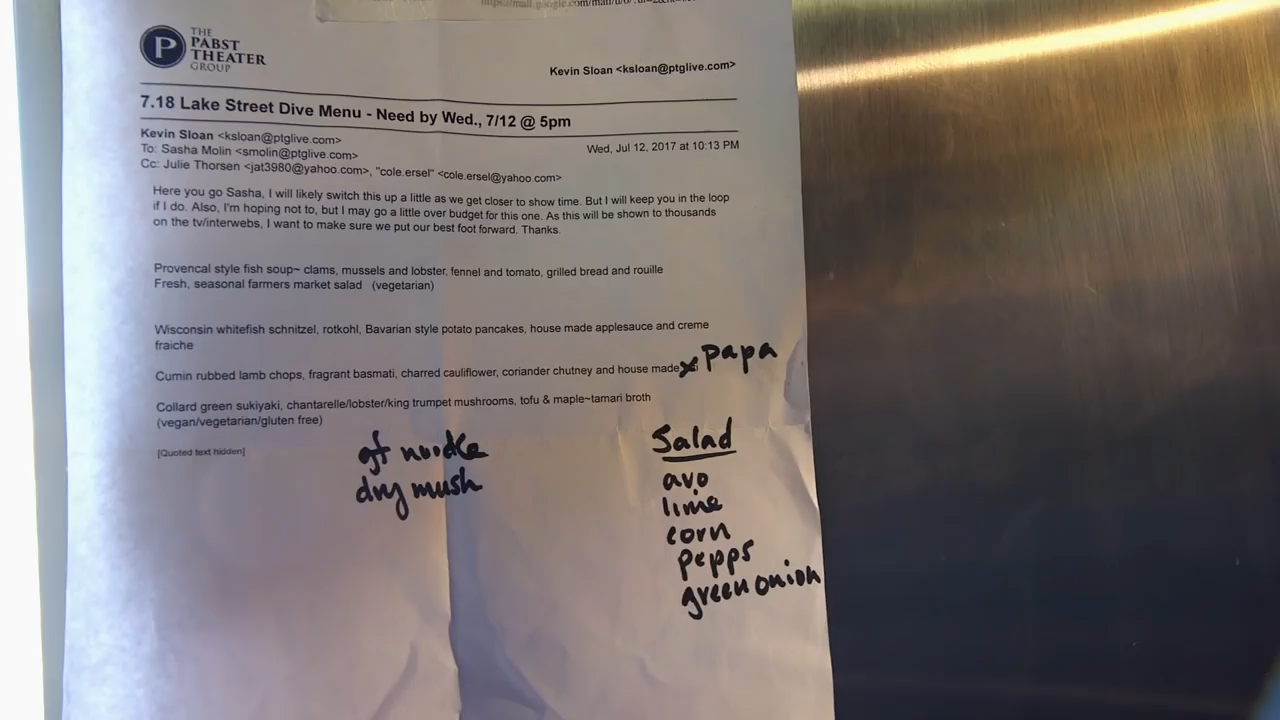 THE
PABST
THEATER
GROUP
Kevin Sloan <ksloan@ptglive.com>
7.18 Lake Street Dive Menu - Need by Wed., 7/12 @ 5pm
Kevin Sloan <ksloan@ptglive.com>
Wed, Jul 12, 2017 at 10:13 PM
To: Sasha Molin <smolin@ptglive.com>
Cc: Julie Thorsen <jat3980@yahoo.com>, "cole.ersel" <cole.ersel@yahoo.com>
Here you go Sasha, I will likely switch this up a little as we get closer to show time. But I will keep you in the loop
if I do. Also, I'm hoping not to, but I may go a little over budget for this one. As this will be shown to thousands
on the tv/interwebs, I want to make sure we put our best foot forward. Thanks.
Provencal style fish soup~ clams, mussels and lobster, fennel and tomato, grilled bread and rouille
Fresh, seasonal farmers market salad (vegetarian)
Wisconsin whitefish schnitzel, rotkohl, Bavarian style potato pancakes, house made applesauce and creme
fraiche
Cumin rubbed lamb chops, fragrant basmati, charred cauliflower, coriander chutney and house made
Papa
Collard green sukiyaki, chantarelle/lobster/king trumpet mushrooms, tofu & maple~tamari broth
(vegan/vegetarian/gluten free)
[Quoted text hidden]
gf noodle
dry mush
Salad
avo
lime
corn
pepps
green onion